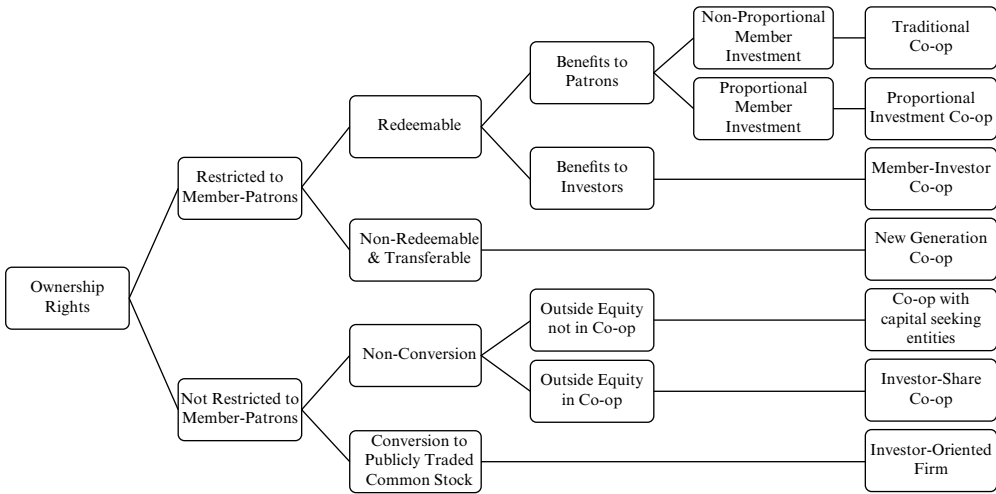 Ownership
Rights
Restricted to
Member-Patrons
Not Restricted to
Member-Patrons
Redeemable
Non-Redeemable
& Transferable
Non-Conversion
Conversion to
Publicly Traded
Common Stock
Benefits to
Patrons
Benefits to
Investors
Outside Equity
not in Co-op
Outside Equity
in Co-op
Non-Proportional
Member
Investment
Proportional
Member
Investment
Traditional
Co-op
Proportional
Investment Co-op
Member-Investor
Co-op
New Generation
Co-op
Co-op with
capital seeking
entities
Investor-Share
Co-op
Investor-Oriented
Firm